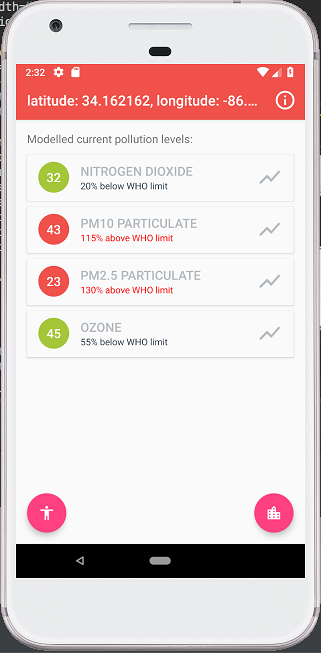 dth=
2:32
latitude: 34.162162, longitude: -86....
Modelled current pollution levels:
32
NITROGEN DIOXIDE
20% below WHO limit
43
PM10 PARTICULATE
115% above WHO limit
23
PM2.5 PARTICULATE
130% above WHO limit
45
OZONE
55% below WHO limit